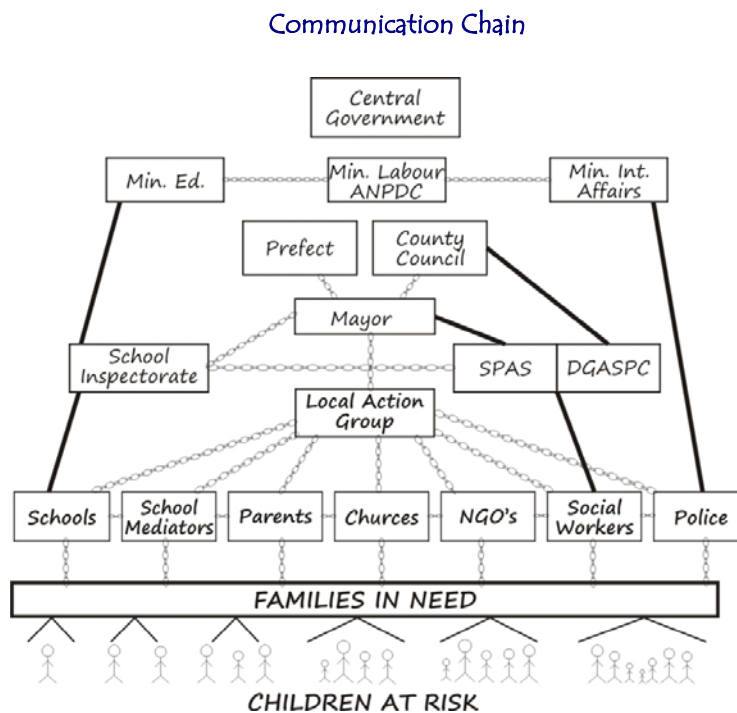 Communication Chain
Central
Government
Min. Ed.
Min. Labour
ANPDC
Min. Int.
Affairs
Prefect
County
Council
Mayor
School
Inspectorate
SPAS
DGASPC
Local Action
Group
Schools
School
Mediators
Parents
Churces
NGO's
Social
Workers
Police
FAMILIES IN NEED
CHILDREN AT RISK